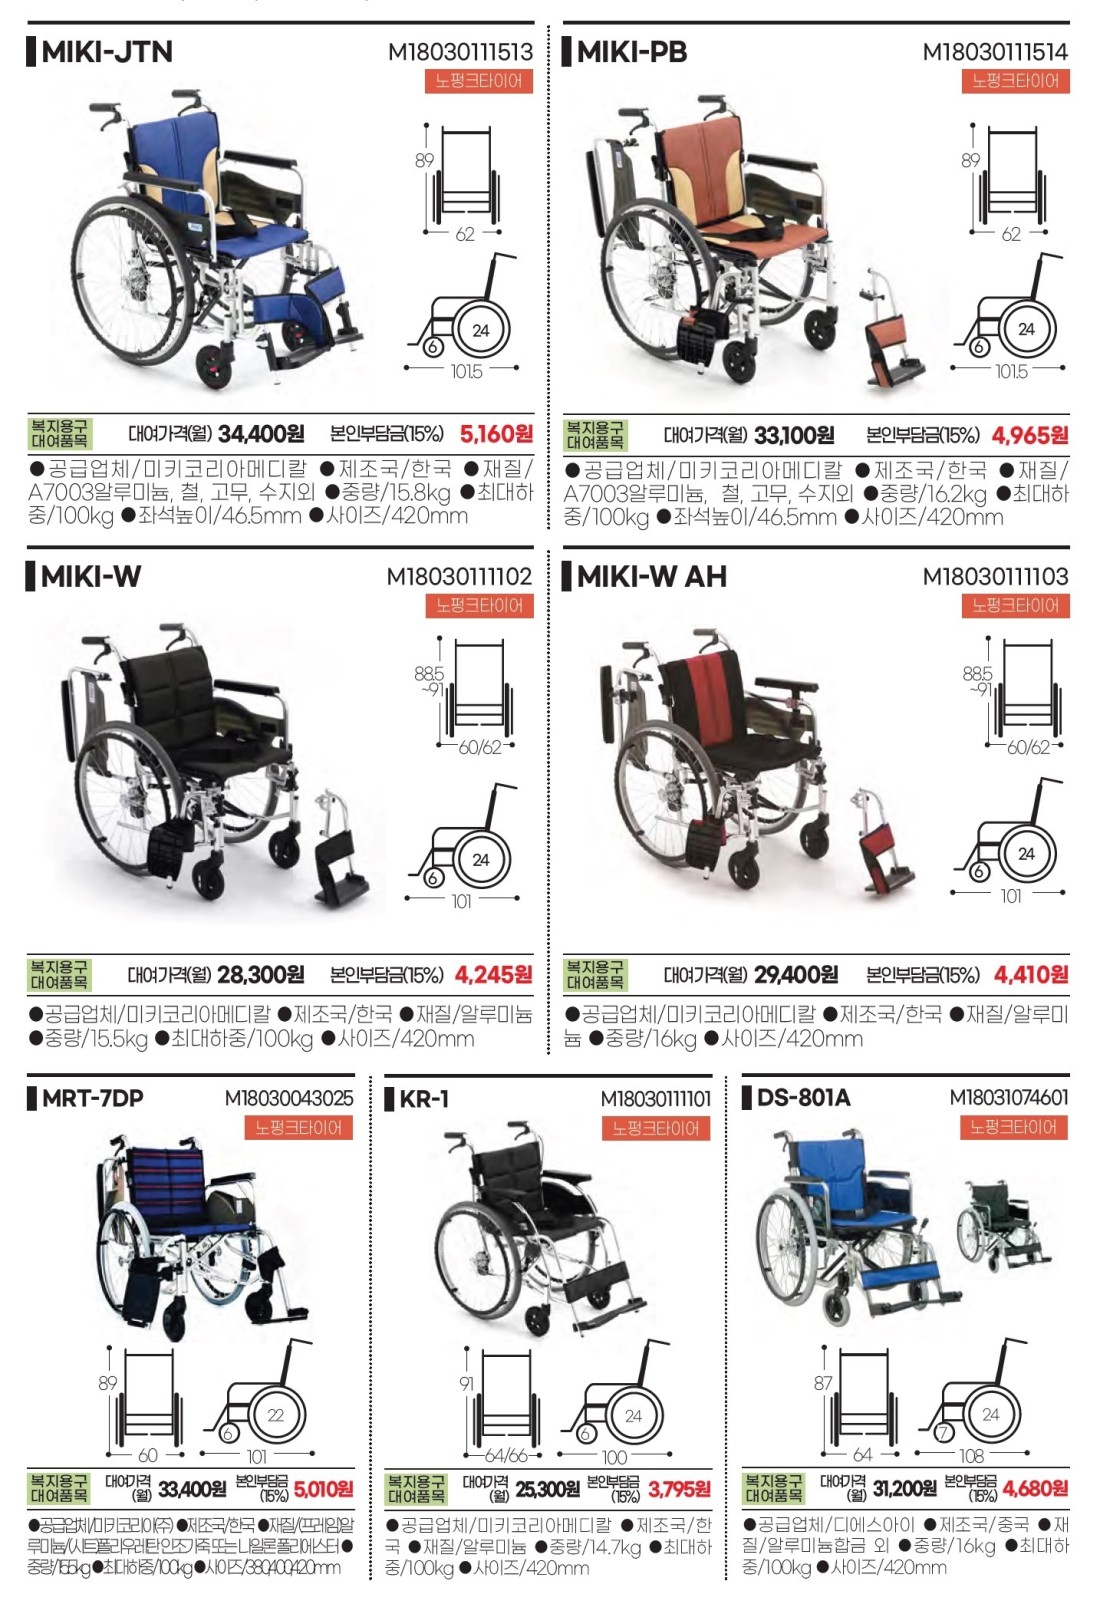 MIKI-JTN
M18030111513
노펑크타이어
89
62
24
6
101.5
복지용구
대여품목
대여가격(월) 34,400원 본인부담금(15%) 5,160원
●공급업체/미키코리아메디칼 ●제조국/한국 ●재질/
A7003알루미늄, 철, 고무, 수지외 ●중량/15.8kg ●최대하
중/100kg ●좌석높이/46.5mm ●사이즈/420mm
MIKI-PB
M18030111514
노펑크타이어
89
62
24
6
101.5
복지용구
대여품목
대여가격(월) 33,100원 본인부담금(15%) 4,965원
●공급업체/미키코리아메디칼 ●제조국/한국 ●재질/
A7003알루미늄, 철, 고무, 수지외 ●중량/16.2kg ●최대하
중/100kg ●좌석높이/46.5mm ●사이즈/420mm
MIKI-W
M18030111102
노펑크타이어
88.5
~91
60/62
24
6
101
복지용구
대여품목
대여가격(월) 28,300원 본인부담금(15%) 4,245원
●공급업체/미키코리아메디칼 ●제조국/한국 ●재질/알루미늄
●중량/15.5kg ●최대하중/100kg ●사이즈/420mm
MIKI-W AH
M18030111103
노펑크타이어
88.5
~91
60/62
24
6
101
복지용구
대여품목
대여가격(월) 29,400원 본인부담금(15%) 4,410원
●공급업체/미키코리아메디칼 ●제조국/한국 ●재질/알루미
늄 ●중량/16kg ●사이즈/420mm
MRT-7DP
M18030043025
노펑크타이어
89
60
22
6
101
복지용구
대여품목
대여가격
(월) 33,400원 본인부담금
(15%) 5,010원
●공급업체/미키코리아(주) ●제조국/한국 ●재질/(프레임)알
루미늄/(시트)폴리우레탄 인조가죽 또는 나일론 폴리에스터 ●
중량/15.5kg ●최대하중/100kg ●사이즈/380,400,420mm
KR-1
M18030111101
노펑크타이어
91
64/66
24
6
100
복지용구
대여품목
대여가격
(월) 25,300원 본인부담금
(15%) 3,795원
●공급업체/미키코리아메디칼 ●제조국/한
국 ●재질/알루미늄 ●중량/14.7kg ●최대하
중/100kg ●사이즈/420mm
DS-801A
M18031074601
노펑크타이어
87
64
24
7
108
복지용구
대여품목
대여가격
(월) 31,200원 본인부담금
(15%) 4,680원
●공급업체/디에스아이 ●제조국/중국 ●재
질/알루미늄합금 외 ●중량/16kg ●최대하
중/100kg ●사이즈/420mm